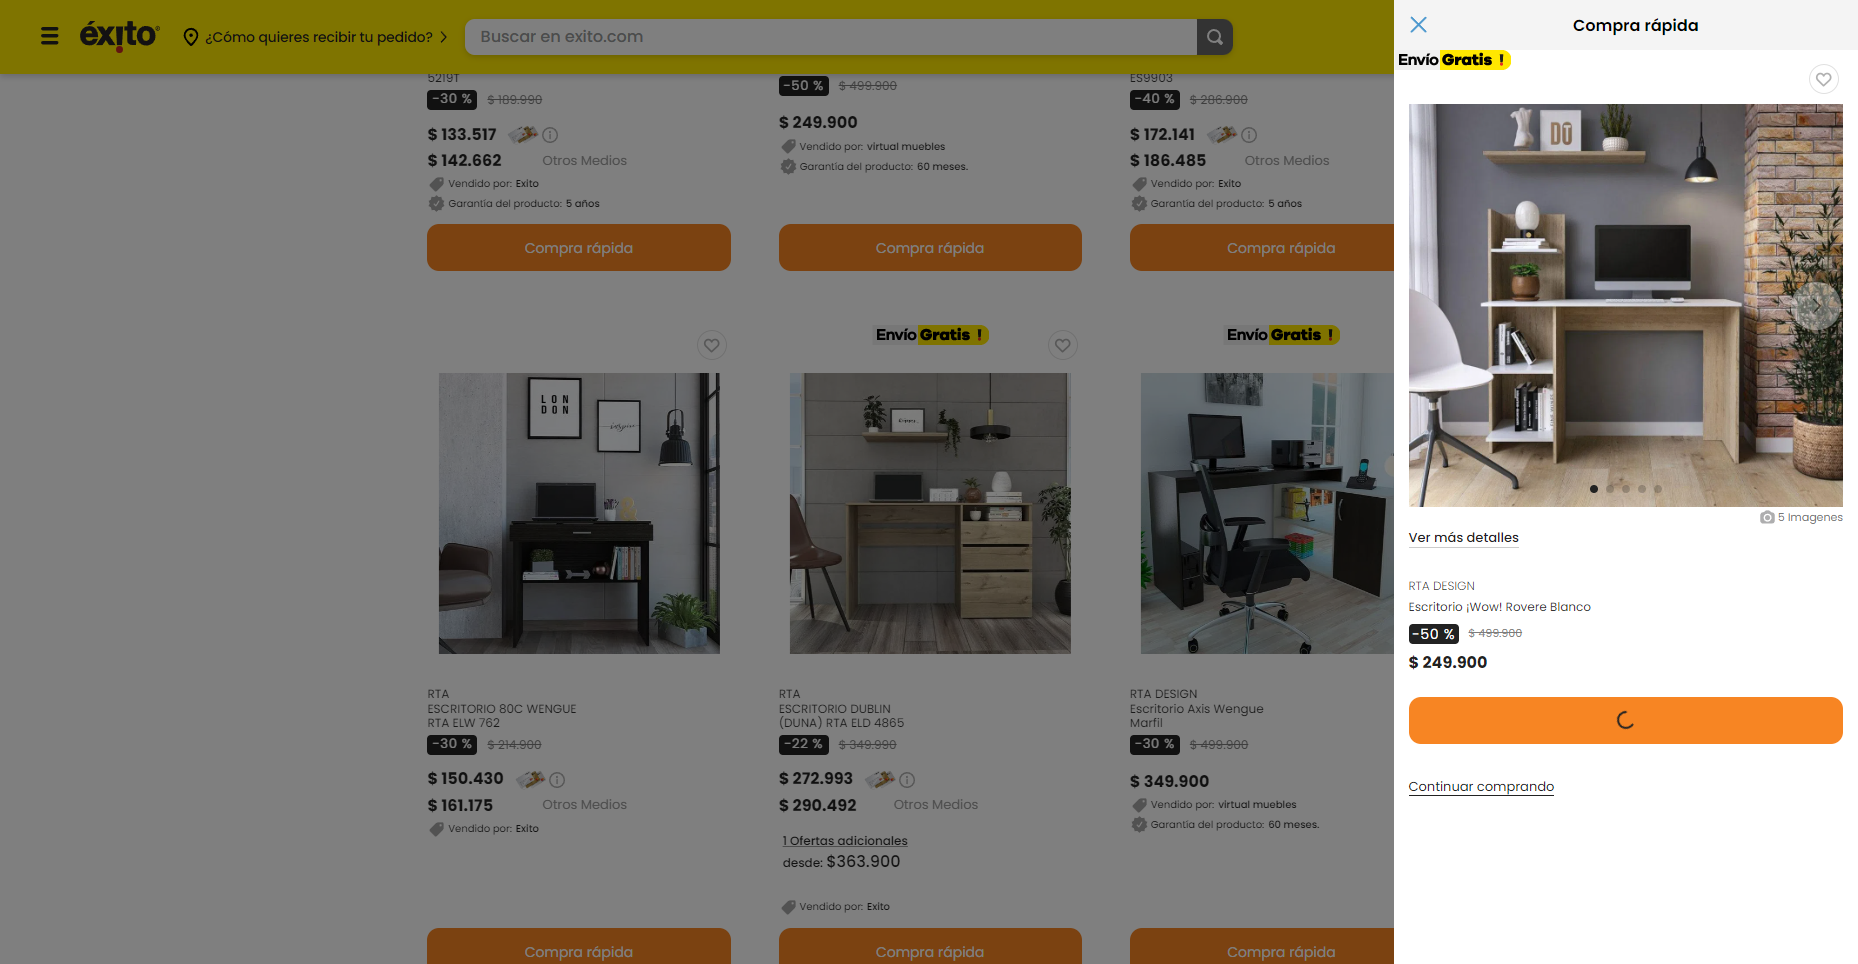 éxito
¿Cómo quieres recibir tu pedido?
Buscar en exito.com
5219T
-30 % $ 189.990
$ 133.517
$ 142.662 Otros Medios
Vendido por: Exito
Garantía del producto: 5 años
Compra rápida
-50 % $ 499.900
$ 249.900
Vendido por: virtual muebles
Garantía del producto: 60 meses.
Compra rápida
ES9903
-40 % $ 286.900
$ 172.141
$ 186.485 Otros Medios
Vendido por: Exito
Garantía del producto: 5 años
Compra rápida
LON
DON
RTA
ESCRITORIO 80C WENGUE
RTA ELW 762
-30 % $ 214.900
$ 150.430
$ 161.175 Otros Medios
Vendido por: Exito
Compra rápida
Envío Gratis !
RTA
ESCRITORIO DUBLIN
(DUNA) RTA ELD 4865
-22 % $ 349.990
$ 272.993
$ 290.492 Otros Medios
1 Ofertas adicionales
desde: $363.900
Vendido por: Exito
Compra rápida
Envío Gratis !
RTA DESIGN
Escritorio Axis Wengue
Marfil
-30 % $ 499.900
$ 349.900
Vendido por: virtual muebles
Garantía del producto: 60 meses.
Compra rápida
Compra rápida
Envío Gratis !
5 Imagenes
Ver más detalles
RTA DESIGN
Escritorio ¡Wow! Rovere Blanco
-50 % $ 499.900
$ 249.900
Continuar comprando